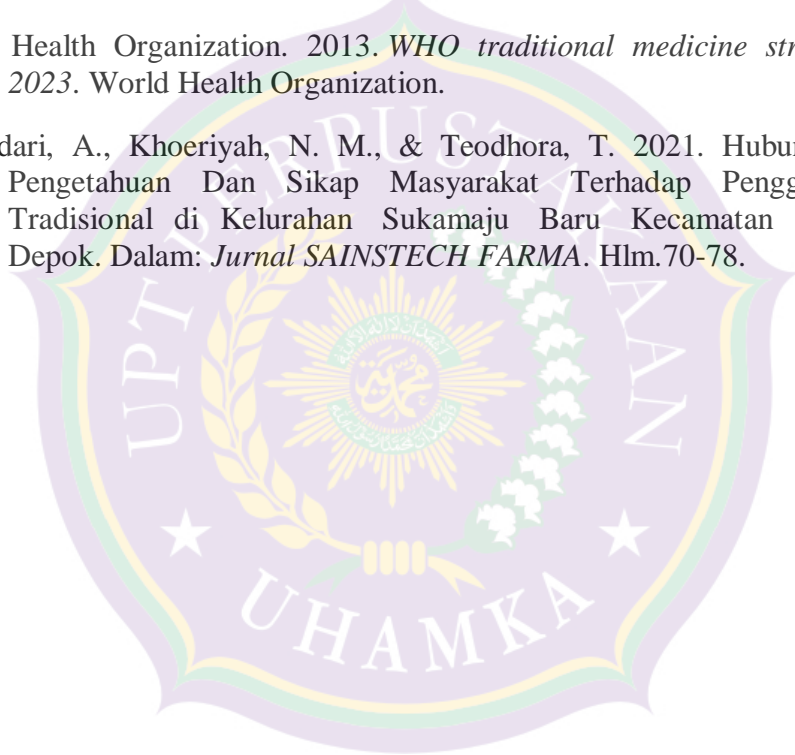 Health Organization. 2013. WHO traditional medicine str
2023. World Health Organization.
dari, A., Khoeriyah, N. M., & Teodhora, T. 2021. Hubun
Pengetahuan Dan Sikap Masyarakat Terhadap Pengg
Tradisional di Kelurahan Sukamaju Baru Kecamatan
Depok. Dalam: Jurnal SAINSTECH FARMA. Hlm.70-78.
UPT PERPUSTAKAAN
محمد
UHAMKA